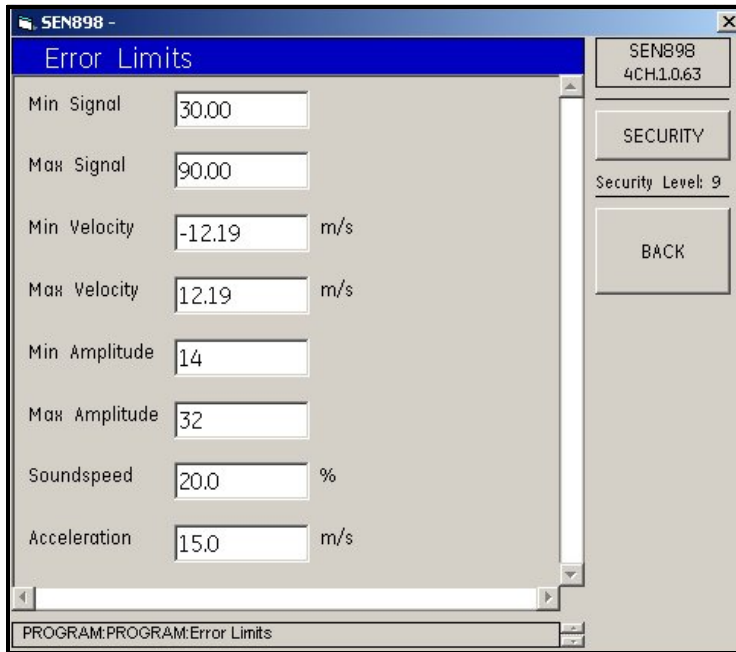 SEN898 -
Error Limits
Min Signal 30.00
Max Signal 90.00
Min Velocity -12.19 m/s
Max Velocity 12.19 m/s
Min Amplitude 14
Max Amplitude 32
Soundspeed 20.0 %
Acceleration 15.0 m/s
SEN898
4CH.1.0.63
SECURITY
Security Level: 9
BACK
PROGRAM:PROGRAM:Error Limits